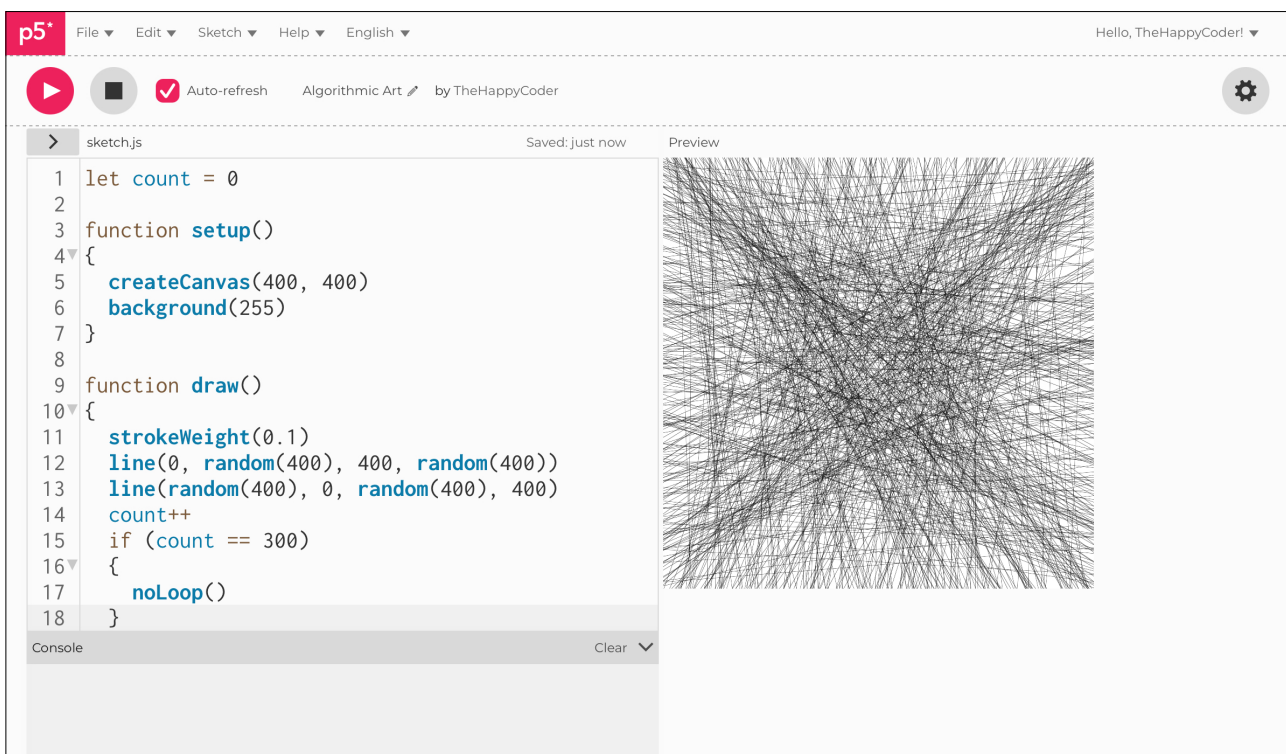 p5* File Edit Sketch Help English Hello, TheHappyCoder!
Auto-refresh Algorithmic Art by TheHappyCoder
sketch.js Saved: just now Preview
1 let count = 0
2
3 function setup()
4 {
5   createCanvas(400, 400)
6   background(255)
7 }
8
9 function draw()
10 {
11   strokeWeight(0.1)
12   line(0, random(400), 400, random(400))
13   line(random(400), 0, random(400), 400)
14   count++
15   if (count == 300)
16   {
17     noLoop()
18   }
Console Clear